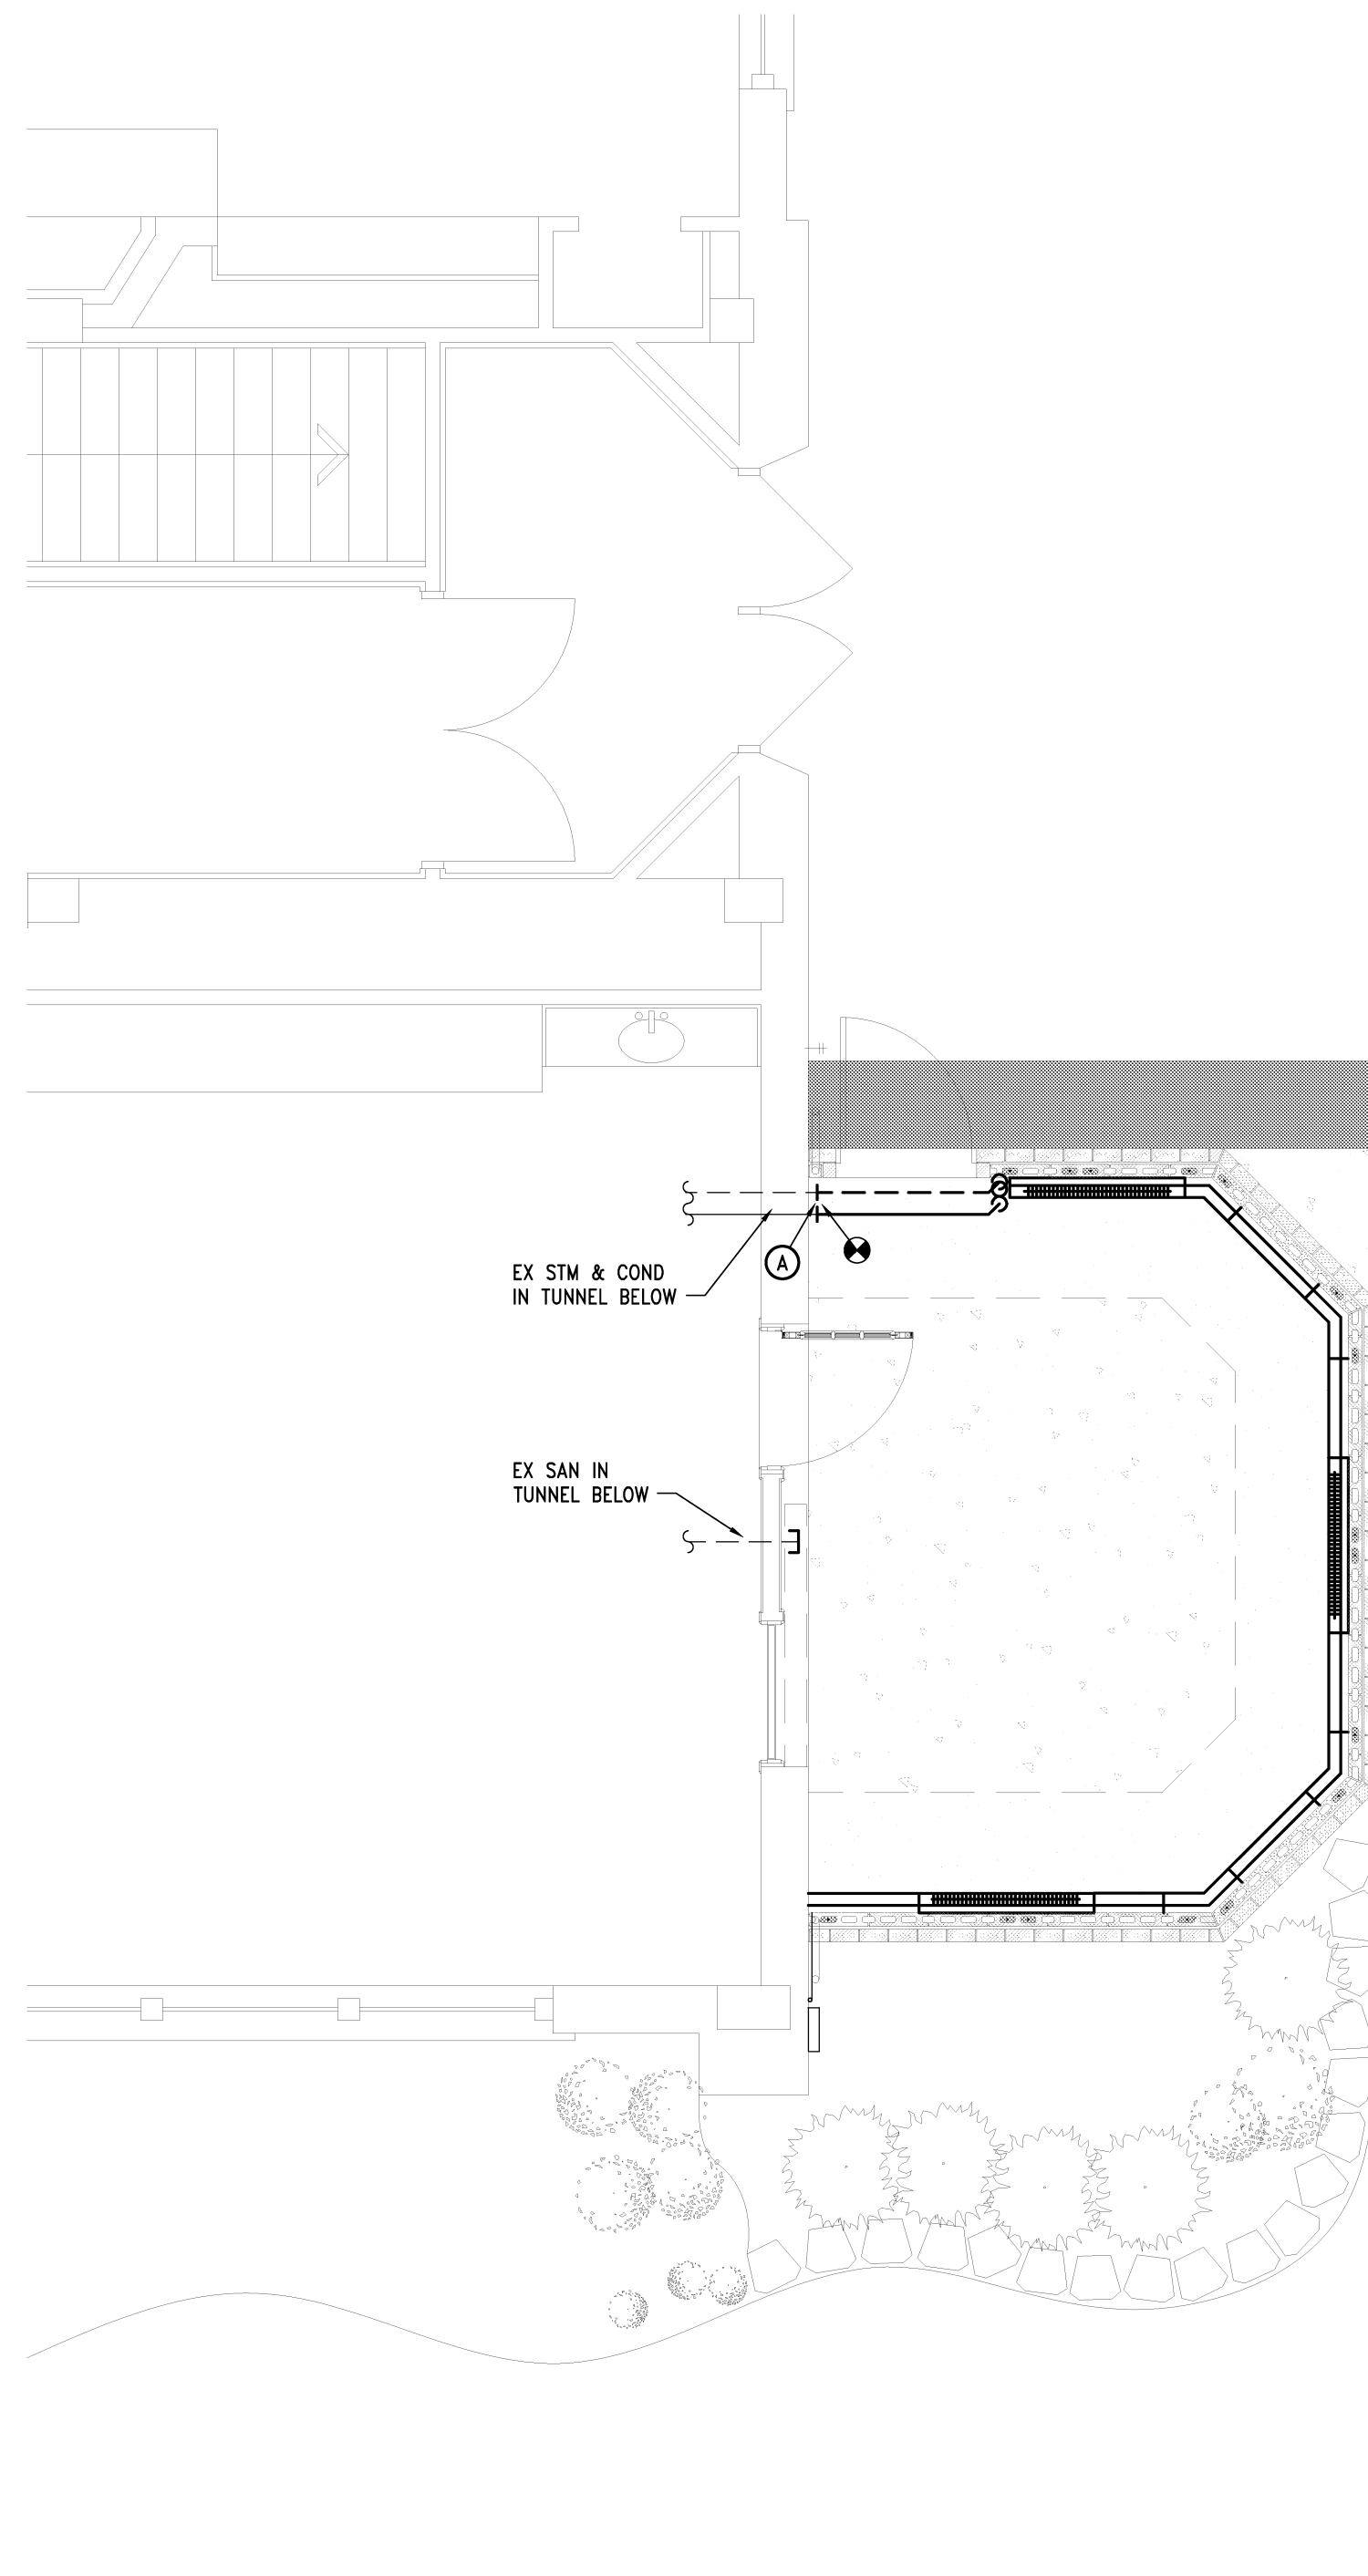 A
EX STM & COND
IN TUNNEL BELOW
EX SAN IN
TUNNEL BELOW